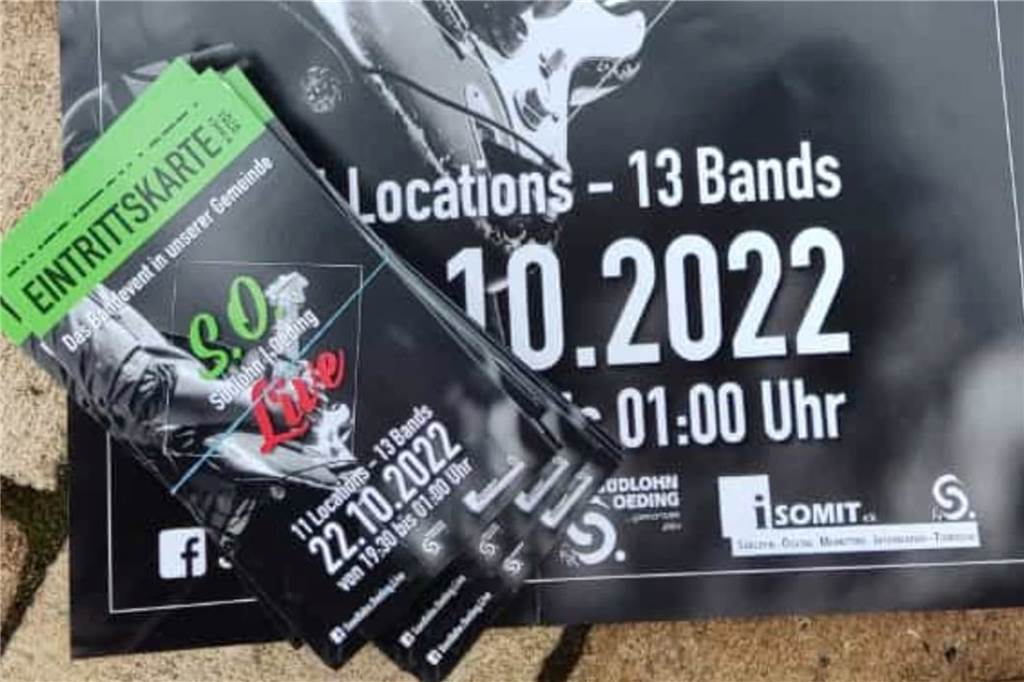 EINTRITTSKARTE
Das Bandevent in unserer Gemeinde
S.O.
Südlohn Oeding
Live
11 Locations - 13 Bands
22.10.2022
von 19:30 bis 01:00 Uhr
Locations - 13 Bands
10.2022
01:00 Uhr
ÜDLOHN
OEDING
iSOMIT e.V.